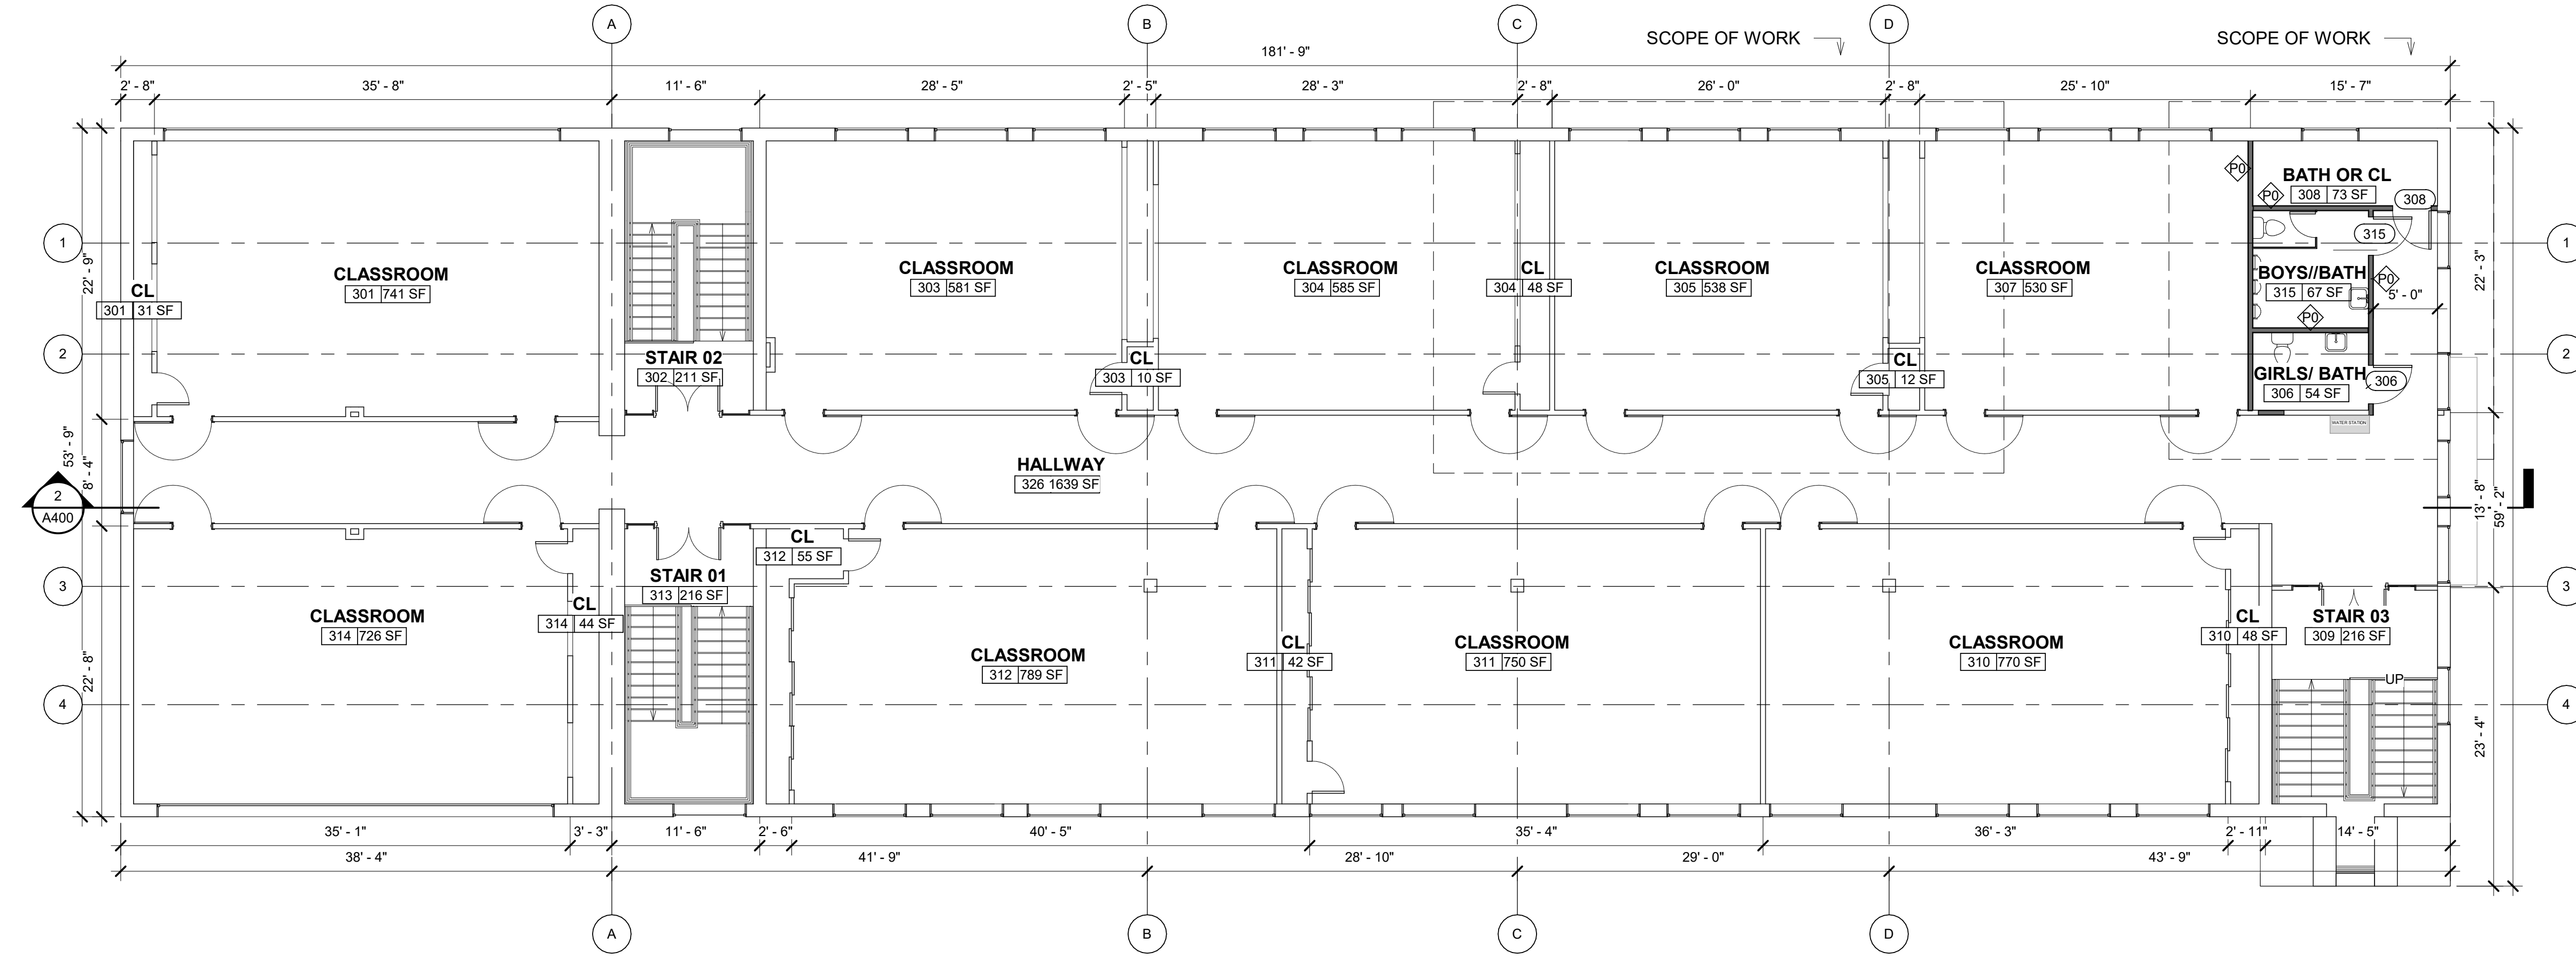 A
B
C
D
SCOPE OF WORK
SCOPE OF WORK
181' - 9"
2' - 8"
35' - 8"
11' - 6"
28' - 5"
2' - 5"
28' - 3"
2' - 8"
26' - 0"
2' - 8"
25' - 10"
15' - 7"
P0
BATH OR CL
308 73 SF
P0
308
315
1
1
22' - 9"
22' - 3"
CLASSROOM
301 741 SF
CL
301 31 SF
CLASSROOM
303 581 SF
CLASSROOM
304 585 SF
CL
304 48 SF
CLASSROOM
305 538 SF
CLASSROOM
307 530 SF
BOYS//BATH
315 67 SF
P0
5' - 0"
P0
2
2
STAIR 02
302 211 SF
CL
303 10 SF
CL
305 12 SF
GIRLS/ BATH
306 54 SF
306
WATER STATION
53' - 9"
8' - 4"
HALLWAY
326 1639 SF
2
A400
13' - 8"
59' - 2"
CL
312 55 SF
STAIR 01
313 216 SF
3
3
CLASSROOM
314 726 SF
CL
314 44 SF
CLASSROOM
312 789 SF
CL
311 42 SF
CLASSROOM
311 750 SF
CLASSROOM
310 770 SF
CL
310 48 SF
STAIR 03
309 216 SF
UP
22' - 8"
23' - 4"
4
4
35' - 1"
3' - 3"
11' - 6"
2' - 6"
40' - 5"
35' - 4"
36' - 3"
2' - 11"
14' - 5"
38' - 4"
41' - 9"
28' - 10"
29' - 0"
43' - 9"
A
B
C
D